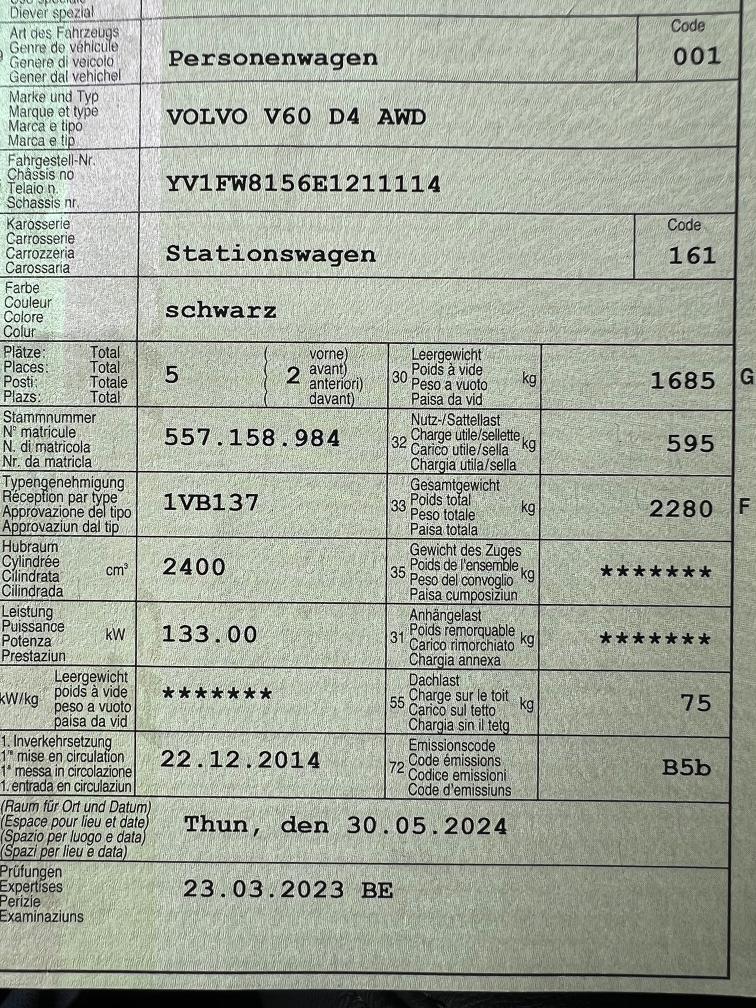 Diever spezial
Art des Fahrzeugs
Genre de véhicule
Genere di veicolo
Gener dal vehichel
Personenwagen
Code
001
Marke und Typ
Marque et type
Marca e tipo
Marca e tip
VOLVO V60 D4 AWD
Fahrgestell-Nr.
Châssis no
Telaio n.
Schassis nr.
YV1FW8156E1211114
Karosserie
Carrosserie
Carrozzeria
Carossaria
Stationswagen
Code
161
Farbe
Couleur
Colore
Colur
schwarz
Plätze: Total
Places: Total
Posti: Totale
Plazs: Total
5
( 2 vorne)
( avant)
( anteriori)
( davant)
30 Leergewicht
Poids à vide
Peso a vuoto
Paisa da vid
kg
1685
G
Stammnummer
N° matricule
N. di matricola
Nr. da matricla
557.158.984
32 Nutz-/Sattellast
Charge utile/sellette
Carico utile/sella
Chargia utila/sella
kg
595
Typengenehmigung
Réception par type
Approvazione del tipo
Approvaziun dal tip
1VB137
33 Gesamtgewicht
Poids total
Peso totale
Paisa totala
kg
2280
F
Hubraum
Cylindrée
Cilindrata
Cilindrada
cm³
2400
35 Gewicht des Zuges
Poids de l'ensemble
Peso del convoglio
Paisa cumposiziun
kg
*******
Leistung
Puissance
Potenza
Prestaziun
kW
133.00
31 Anhängelast
Poids remorquable
Carico rimorchiato
Chargia annexa
kg
*******
kW/kg
Leergewicht
poids à vide
peso a vuoto
paisa da vid
*******
55 Dachlast
Charge sur le toit
Carico sul tetto
Chargia sin il tetg
kg
75
1. Inverkehrsetzung
1re mise en circulation
1a messa in circolazione
1. entrada en circulaziun
22.12.2014
72 Emissionscode
Code émissions
Codice emissioni
Code d'emissiuns
B5b
(Raum für Ort und Datum)
(Espace pour lieu et date)
(Spazio per luogo e data)
(Spazi per lieu e data)
Thun, den 30.05.2024
Prüfungen
Expertises
Perizie
Examinaziuns
23.03.2023 BE